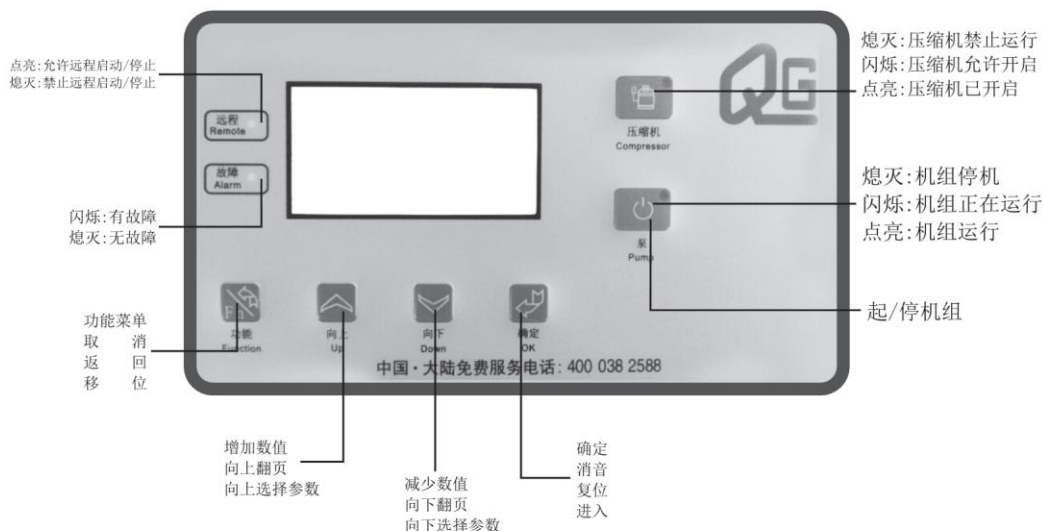 点亮:允许远程启动/停止
熄灭:禁止远程启动/停止
远程
Remote
故障
Alarm
闪烁:有故障
熄灭:无故障
QG
熄灭:压缩机禁止运行
闪烁:压缩机允许开启
点亮:压缩机已开启
压缩机
Compressor
熄灭:机组停机
闪烁:机组正在运行
点亮:机组运行
泵
Pump
起/停机组
Fn
功能
Function
向上
Up
向下
Down
确定
OK
中国·大陆免费服务电话: 400 038 2588
功能菜单
取 消
返 回
移 位
增加数值
向上翻页
向上选择参数
减少数值
向下翻页
向下选择参数
确定
消音
复位
进入